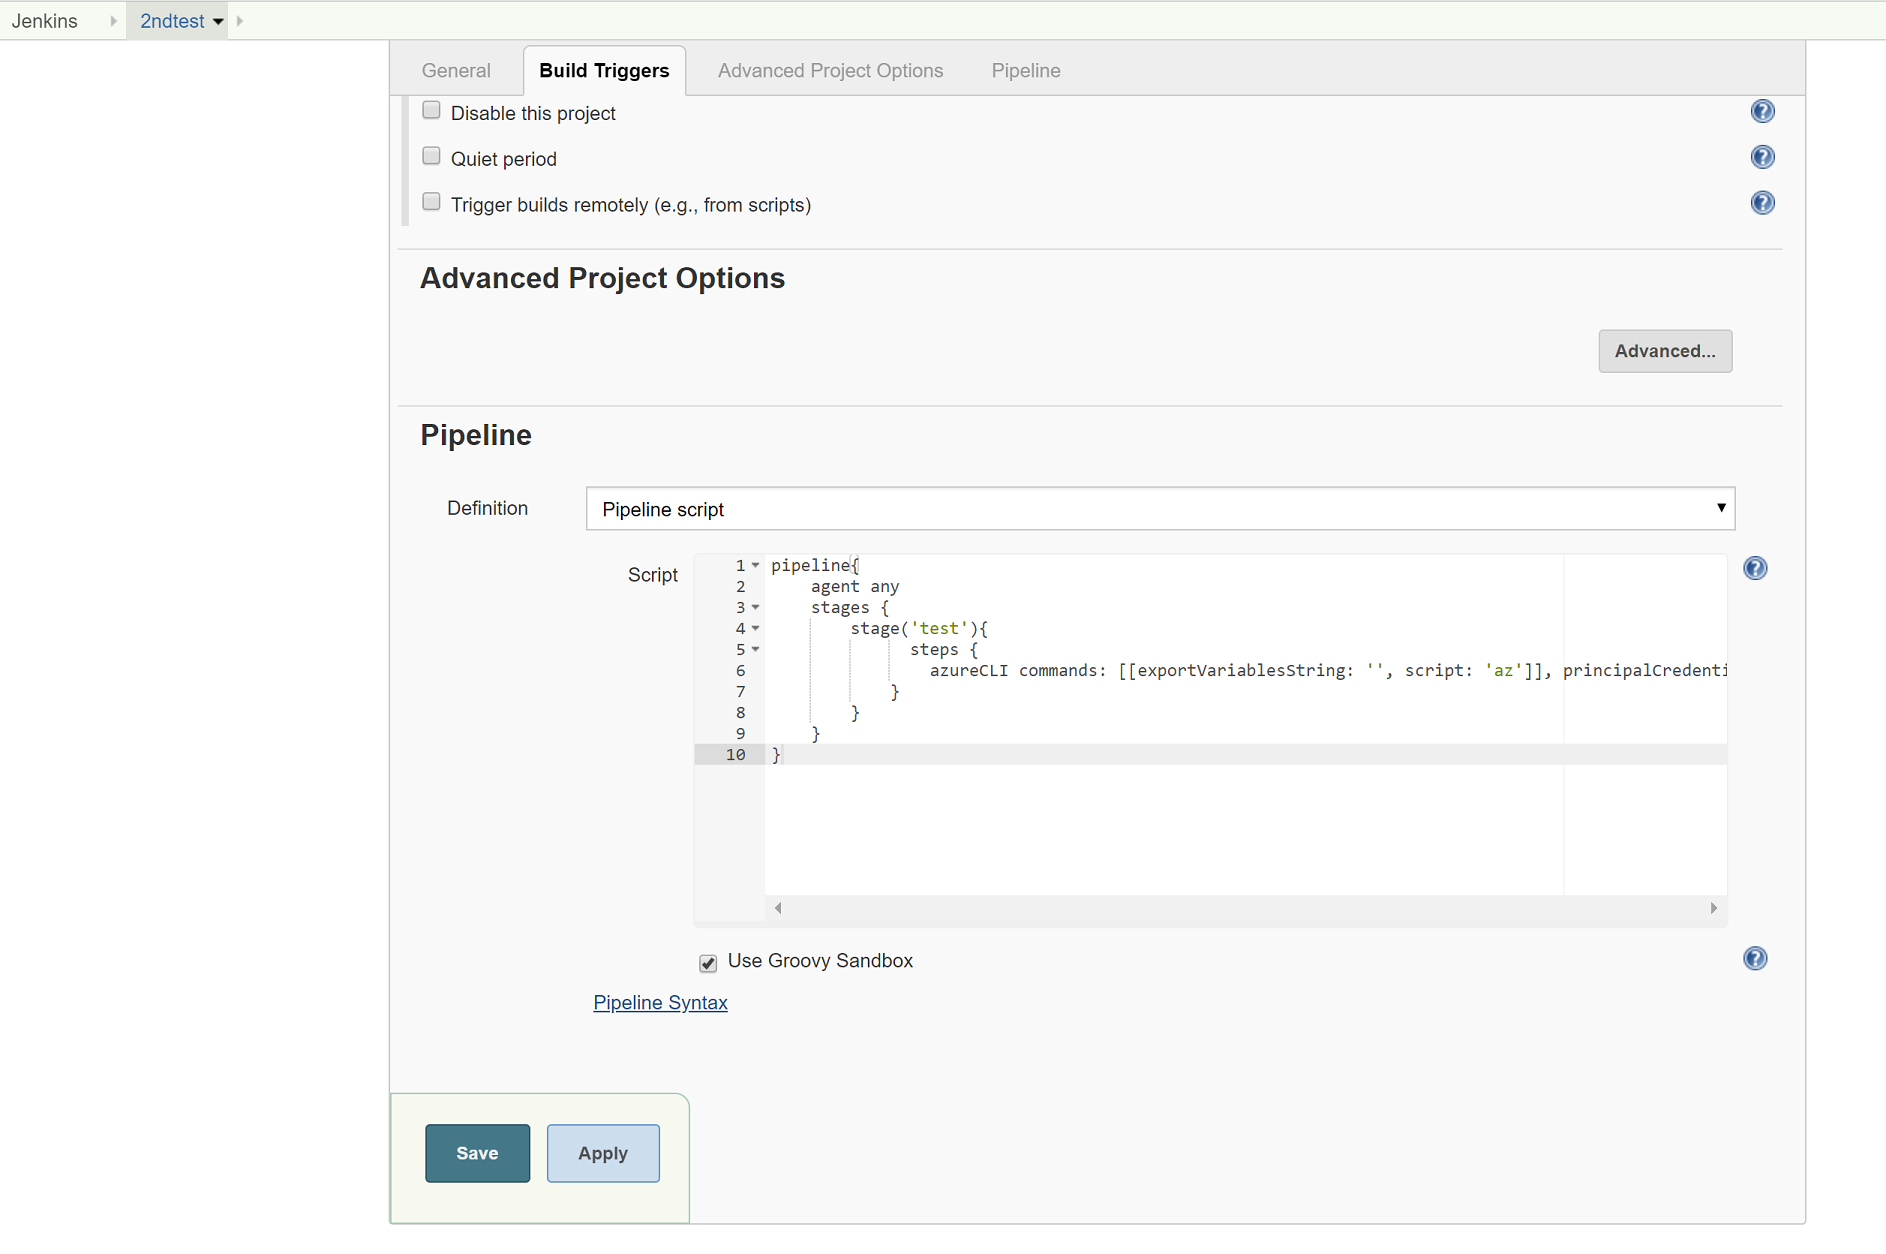 Jenkins 2ndtest
General Build Triggers Advanced Project Options Pipeline
Disable this project
Quiet period
Trigger builds remotely (e.g., from scripts)
Advanced Project Options
Advanced...
Pipeline
Definition Pipeline script
Script
1 pipeline{
2 agent any
3 stages {
4 stage('test'){
5 steps {
6 azureCLI commands: [[exportVariablesString: '', script: 'az']], principalCredenti
7 }
8 }
9 }
10 }
Use Groovy Sandbox
Pipeline Syntax
Save Apply